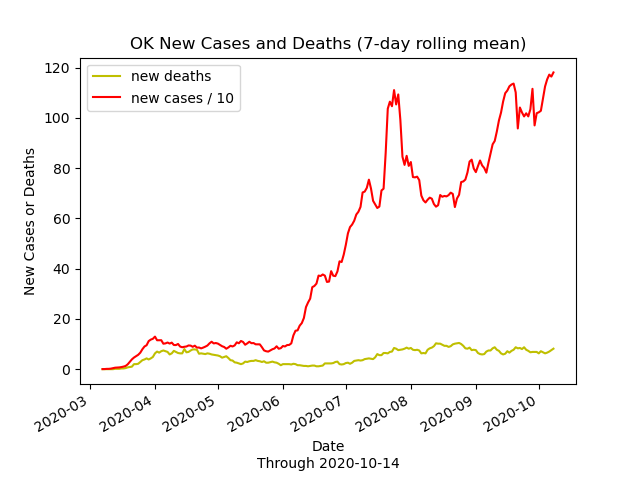 OK New Cases and Deaths (7-day rolling mean)
new deaths
new cases / 10
120
100
80
60
40
20
0
New Cases or Deaths
2020-03
2020-04
2020-05
2020-06
2020-07
2020-08
2020-09
2020-10
Date
Through 2020-10-14